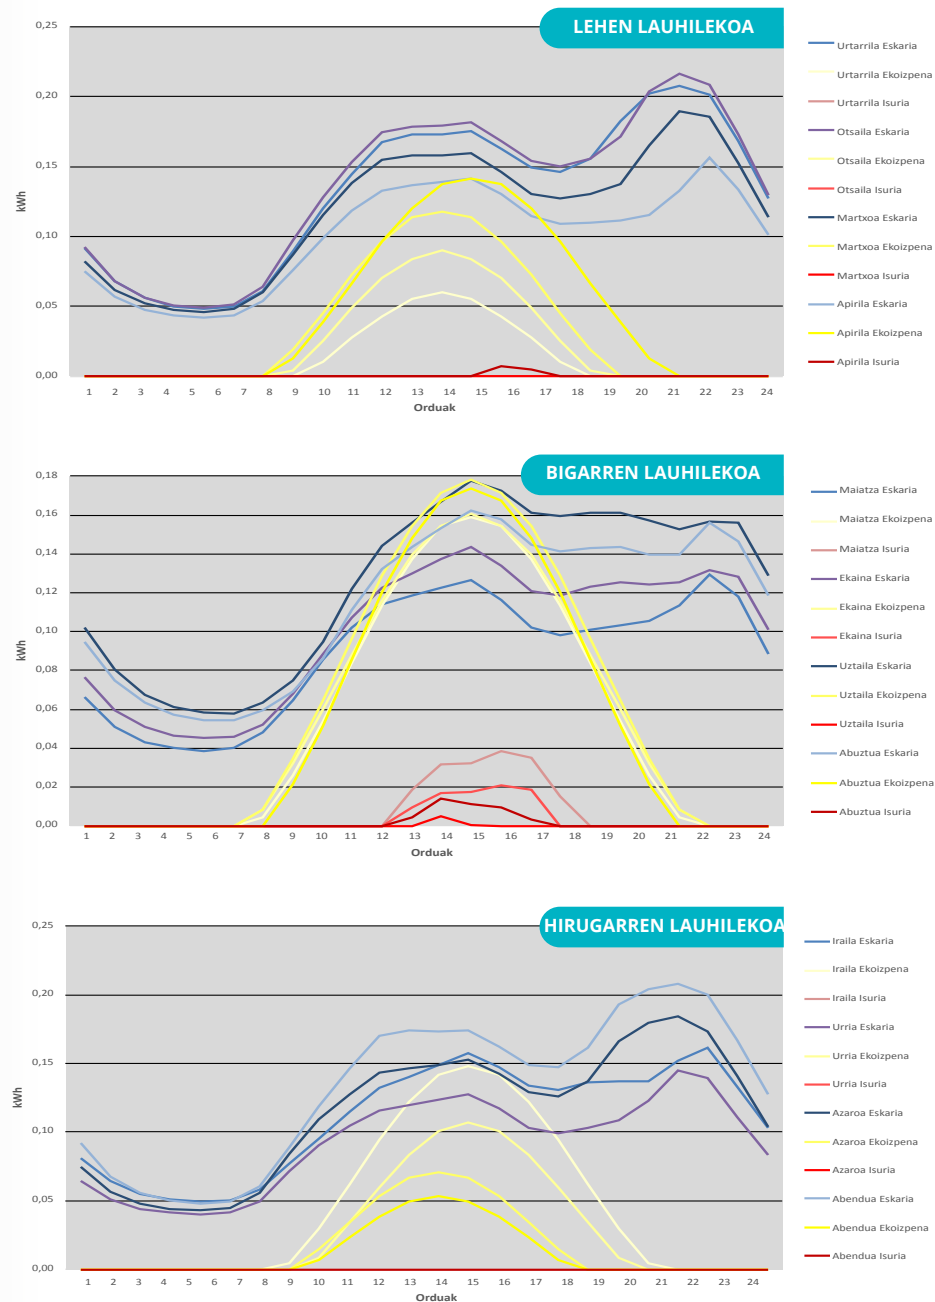 LEHEN LAUHILEKOA
kWh
0,25
0,20
0,15
0,10
0,05
0,00
1 2 3 4 5 6 7 8 9 10 11 12 13 14 15 16 17 18 19 20 21 22 23 24
Orduak
Urtarrila Eskaria
Urtarrila Ekoizpena
Urtarrila Isuria
Otsaila Eskaria
Otsaila Ekoizpena
Otsaila Isuria
Martxoa Eskaria
Martxoa Ekoizpena
Martxoa Isuria
Apirila Eskaria
Apirila Ekoizpena
Apirila Isuria
BIGARREN LAUHILEKOA
kWh
0,18
0,16
0,14
0,12
0,10
0,08
0,06
0,04
0,02
0,00
1 2 3 4 5 6 7 8 9 10 11 12 13 14 15 16 17 18 19 20 21 22 23 24
Orduak
Maiatza Eskaria
Maiatza Ekoizpena
Maiatza Isuria
Ekaina Eskaria
Ekaina Ekoizpena
Ekaina Isuria
Uztaila Eskaria
Uztaila Ekoizpena
Uztaila Isuria
Abuztua Eskaria
Abuztua Ekoizpena
Abuztua Isuria
HIRUGARREN LAUHILEKOA
kWh
0,25
0,20
0,15
0,10
0,05
0,00
1 2 3 4 5 6 7 8 9 10 11 12 13 14 15 16 17 18 19 20 21 22 24
Orduak
Iraila Eskaria
Iraila Ekoizpena
Iraila Isuria
Urria Eskaria
Urria Ekoizpena
Urria Isuria
Azaroa Eskaria
Azaroa Ekoizpena
Azaroa Isuria
Abendua Eskaria
Abendua Ekoizpena
Abendua Isuria